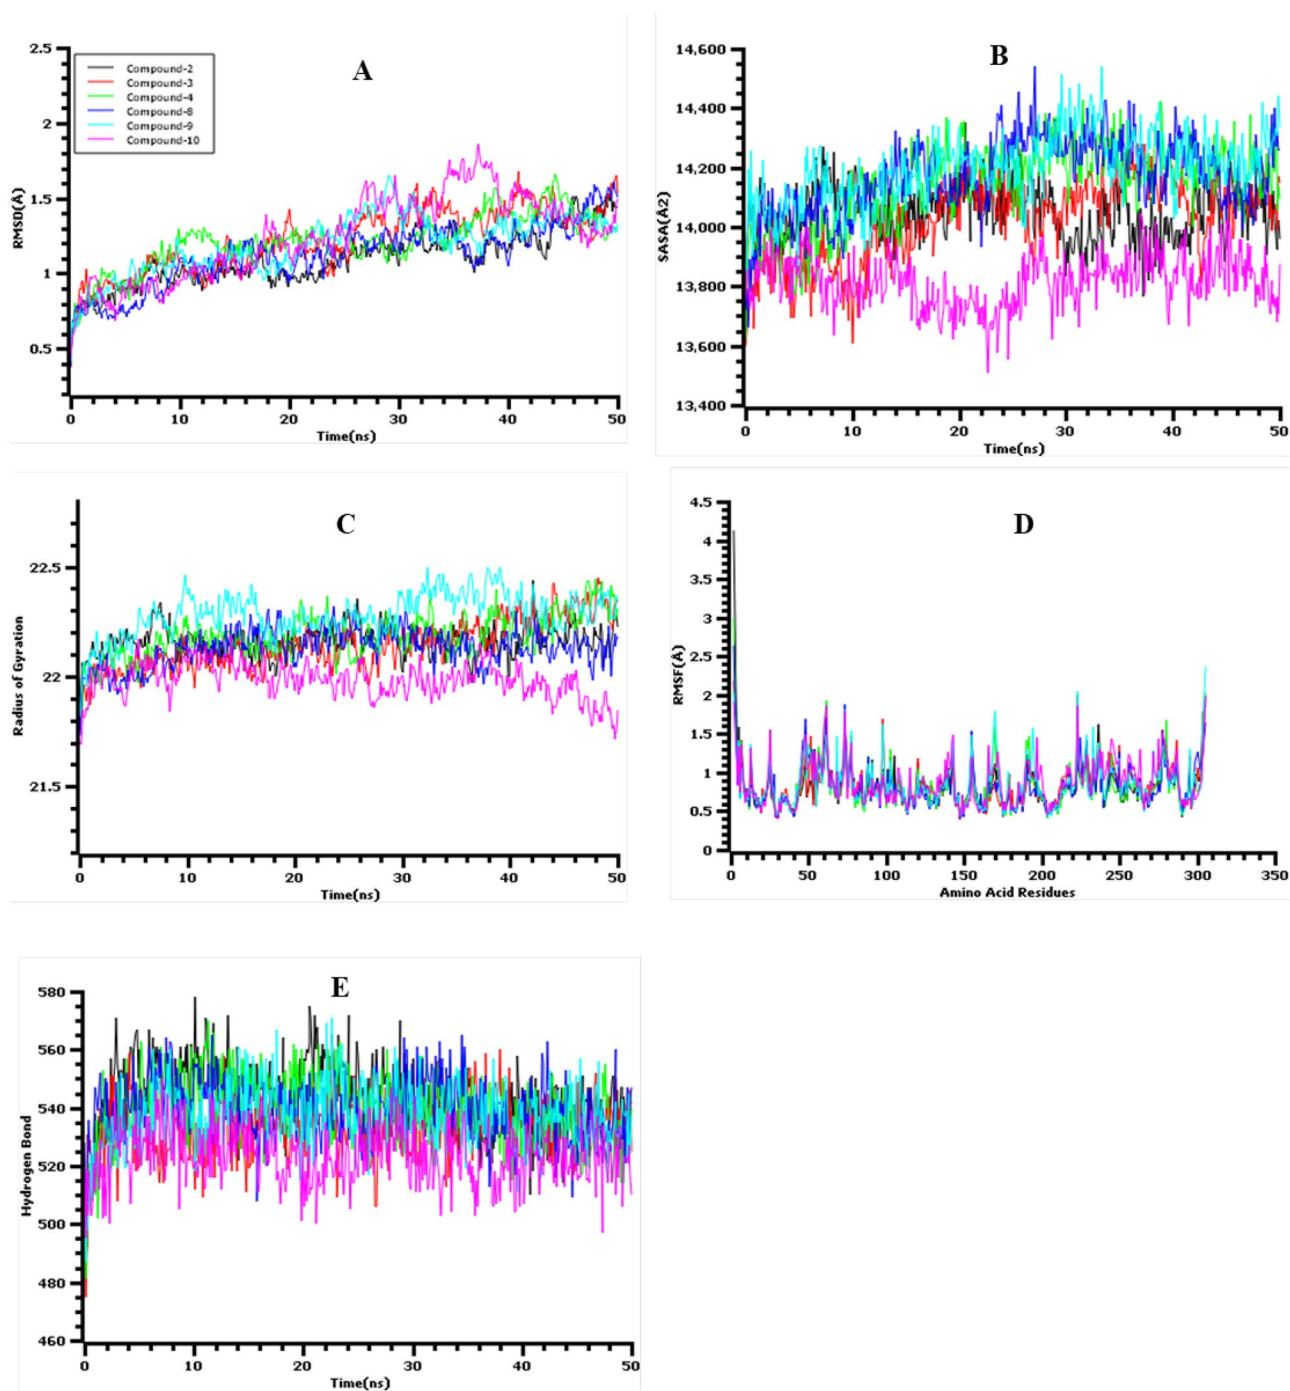 A
2.5
2
1.5
1
0.5
RMSD(Å)
Compound-2
Compound-3
Compound-4
Compound-8
Compound-9
Compound-10
0 10 20 30 40 50
Time(ns)
B
14,600
14,400
14,200
14,000
13,800
13,600
13,400
SASA(Å2)
0 10 20 30 40 50
Time(ns)
C
22.5
22
21.5
Radius of Gyration
0 10 20 30 40 50
Time(ns)
D
4.5
4
3.5
3
2.5
2
1.5
1
0.5
0
RMSF(Å)
0 50 100 150 200 250 300 350
Amino Acid Residues
E
580
560
540
520
500
480
460
Hydrogen Bond
0 10 20 30 40 50
Time(ns)